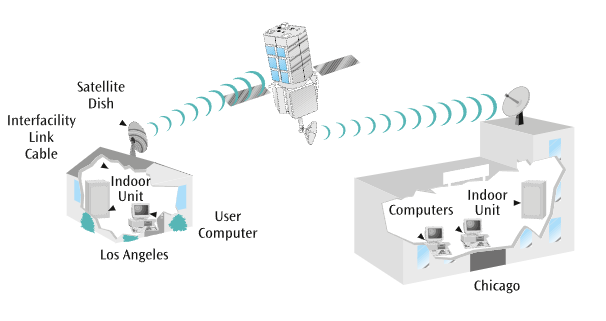 Satellite
Dish
Interfacility
Link
Cable
Indoor
Unit
User
Computer
Los Angeles
Computers
Indoor
Unit
Chicago